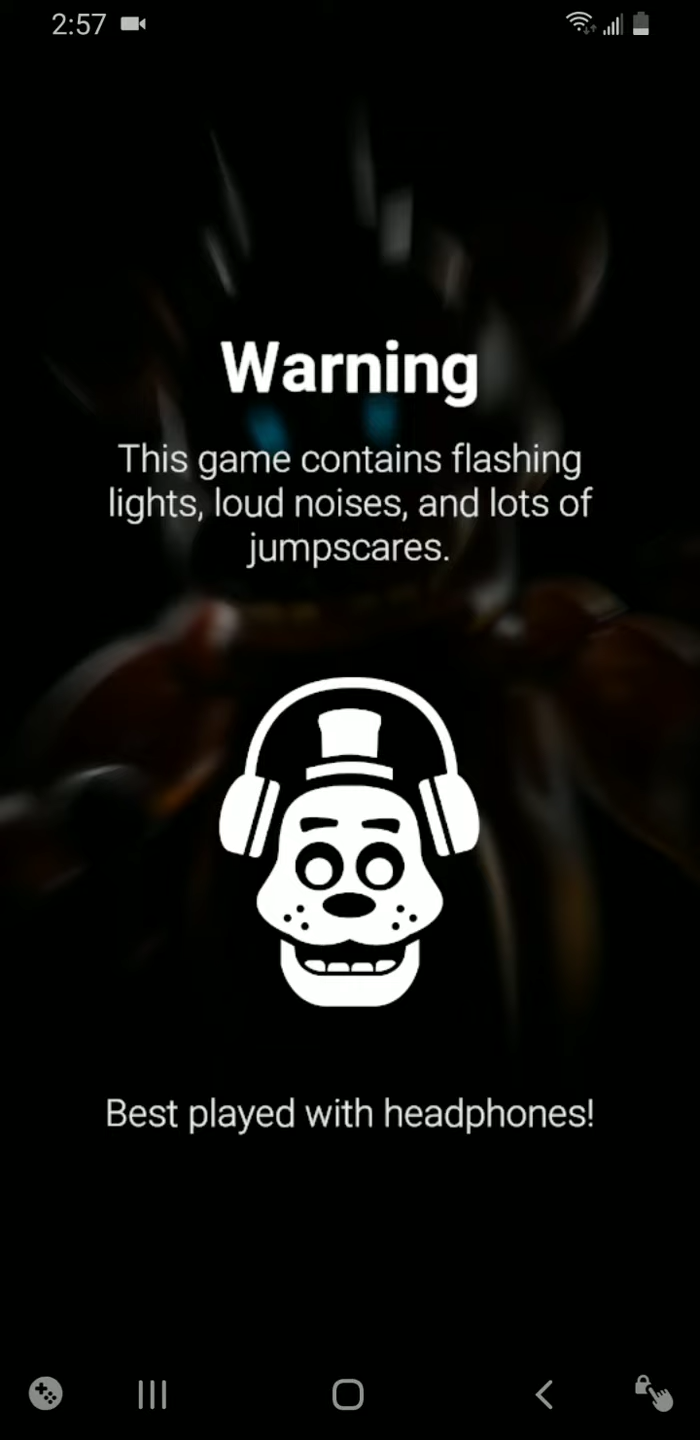 2:57
Warning
This game contains flashing
lights, loud noises, and lots of
jumpscares.
Best played with headphones!